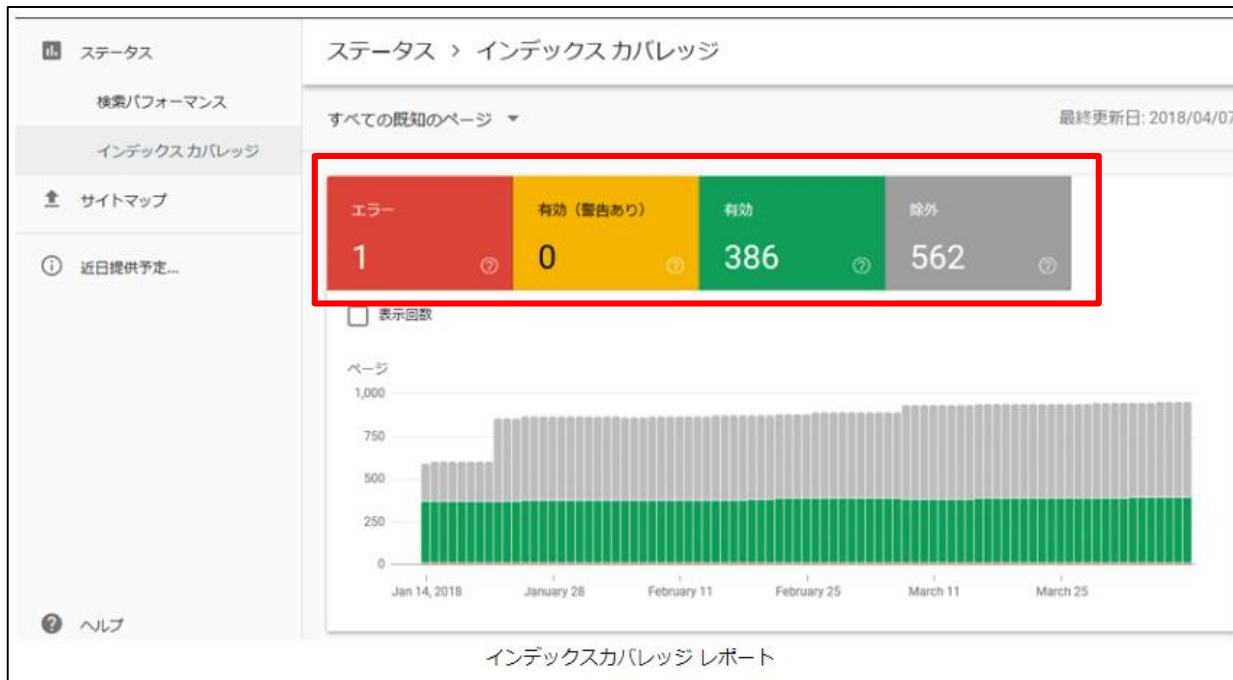 ステータス
検索パフォーマンス
インデックス カバレッジ
サイトマップ
近日提供予定...
ヘルプ
ステータス › インデックス カバレッジ
すべての既知のページ
最終更新日: 2018/04/07
エラー
1
有効（警告あり）
0
有効
386
除外
562
表示回数
ページ
1,000
750
500
250
0
Jan 14, 2018
January 28
February 11
February 25
March 11
March 25
インデックスカバレッジ レポート